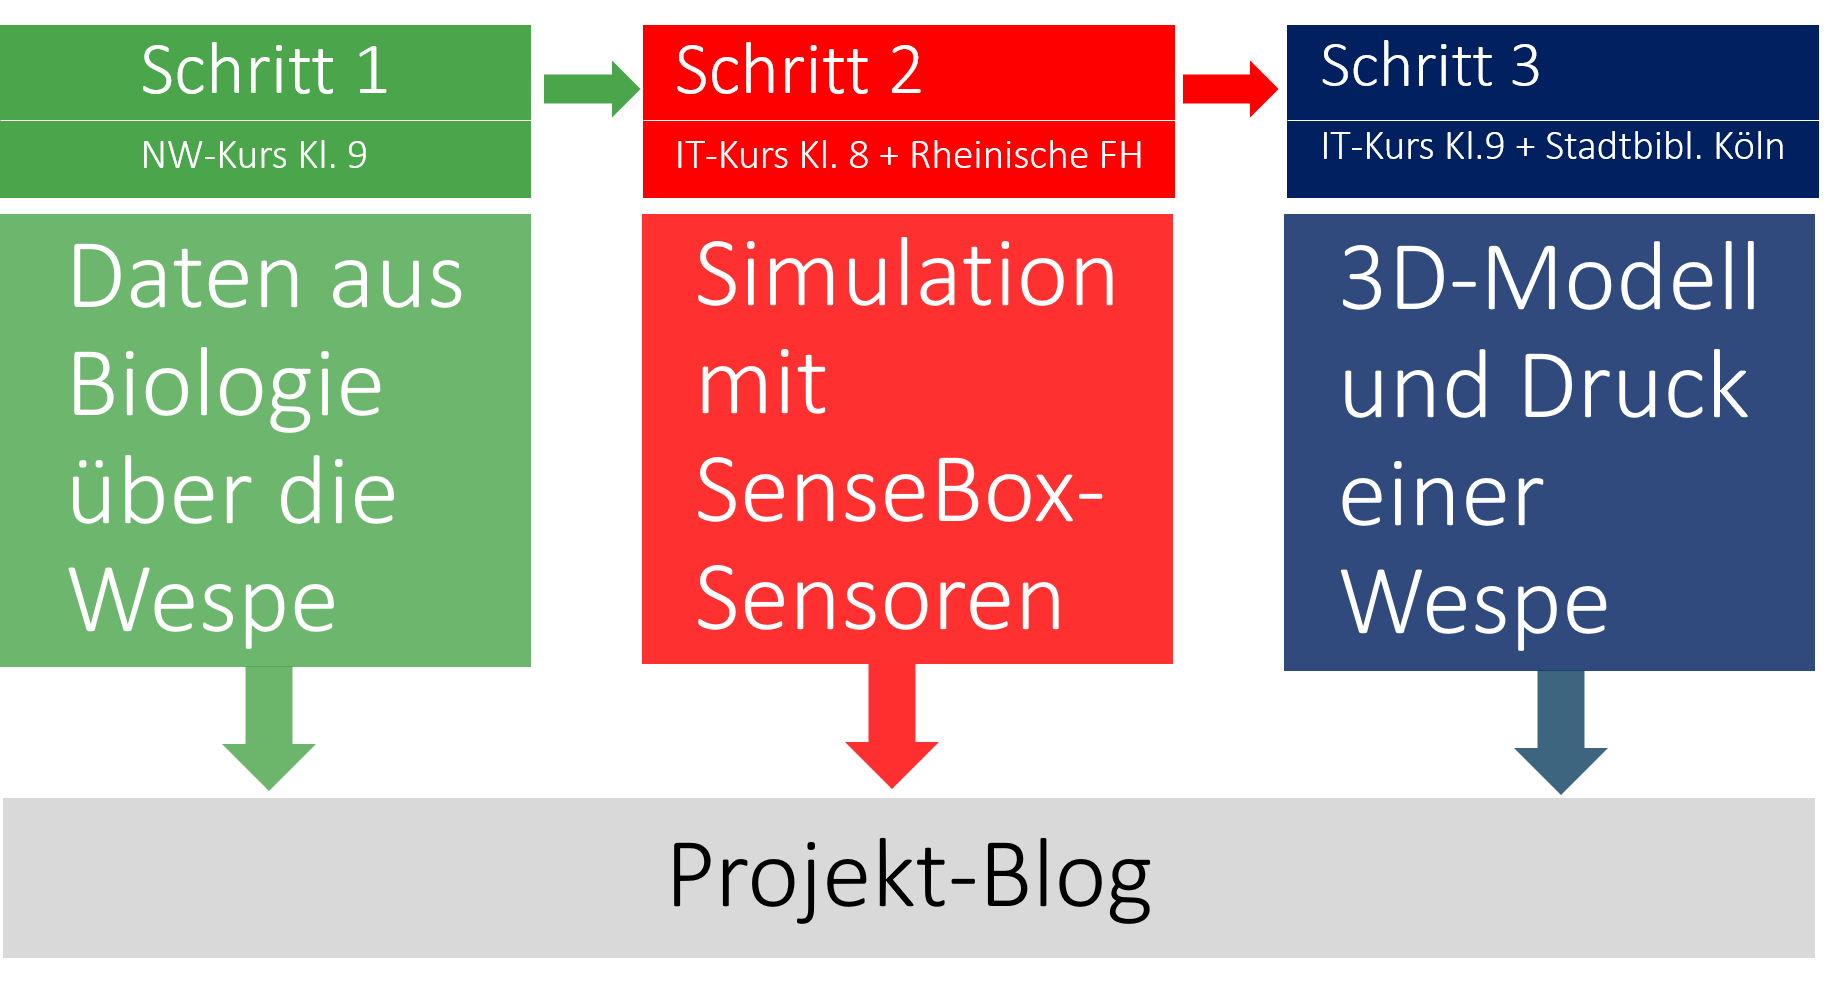 Schritt 1
NW-Kurs Kl. 9
Daten aus
Biologie
über die
Wespe
Schritt 2
IT-Kurs Kl. 8 + Rheinische FH
Simulation
mit
SenseBox-
Sensoren
Schritt 3
IT-Kurs Kl.9 + Stadtbibl. Köln
3D-Modell
und Druck
einer
Wespe
Projekt-Blog